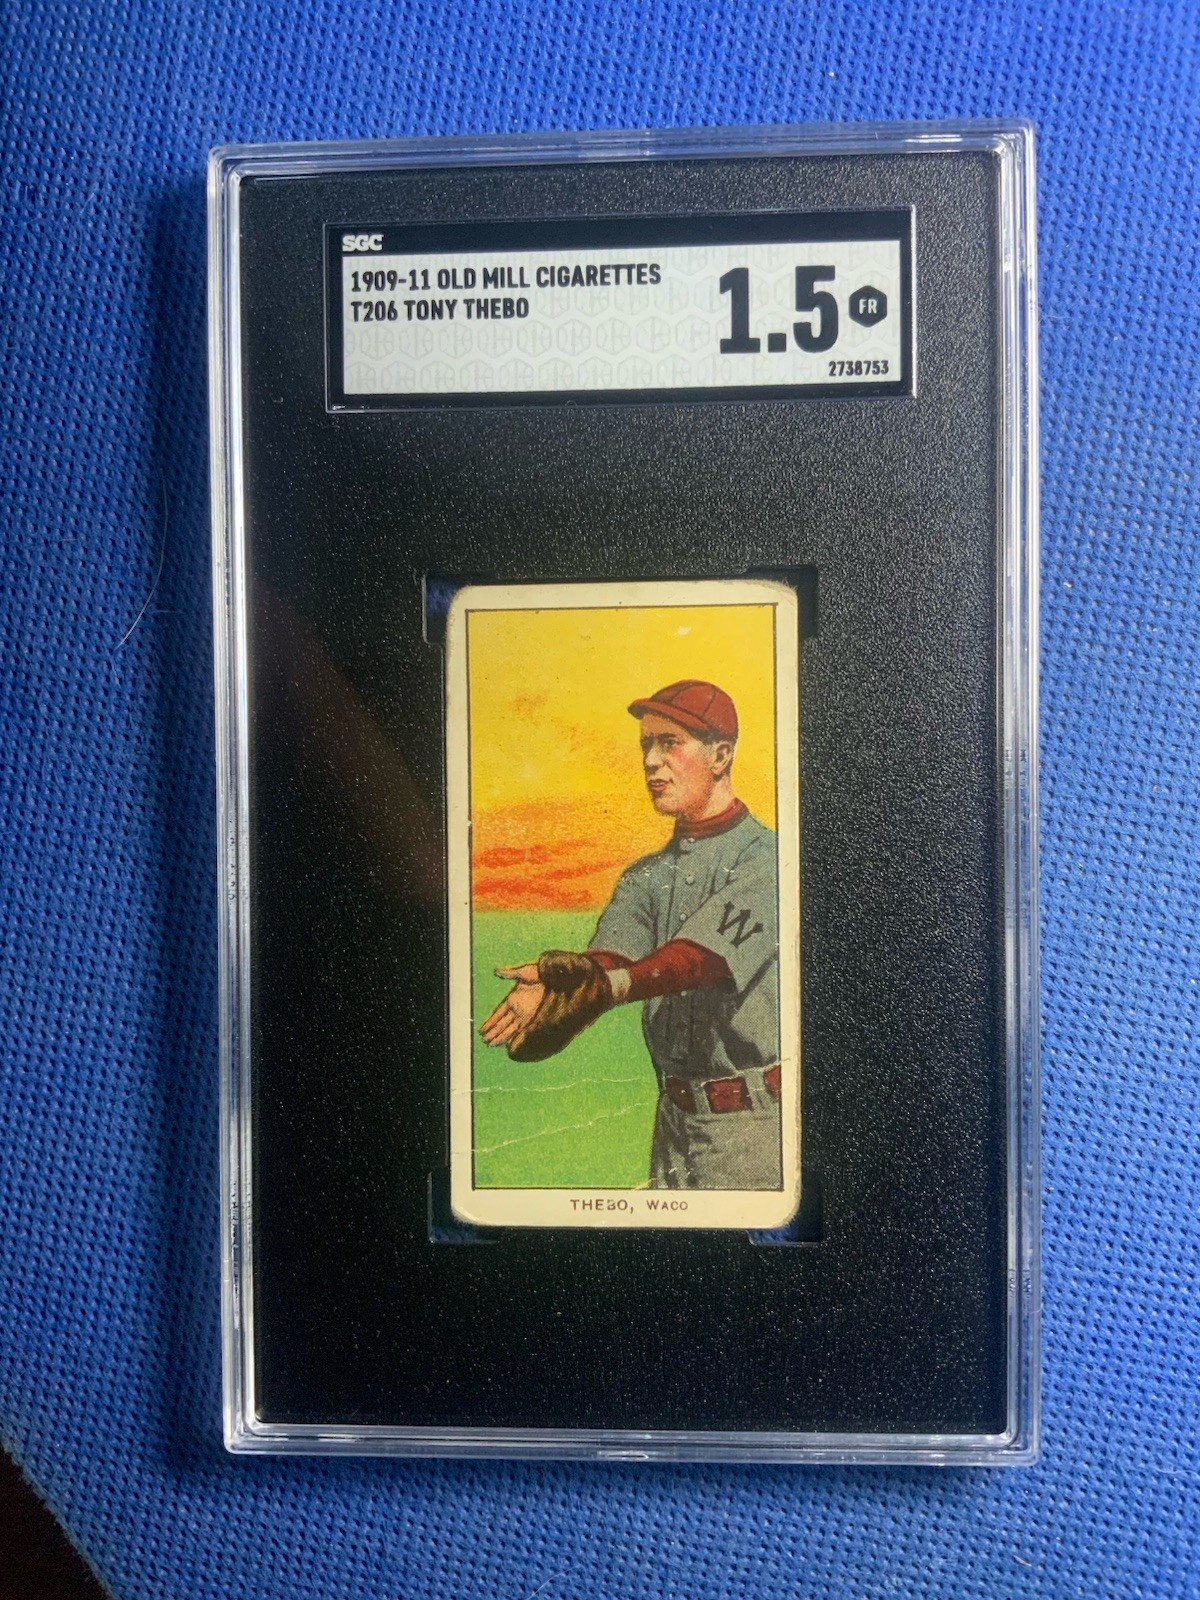 SGC
1909-11 OLD MILL CIGARETTES
T206 TONY THEBO
1.5 FR
2738753
W
THEBO, WACO